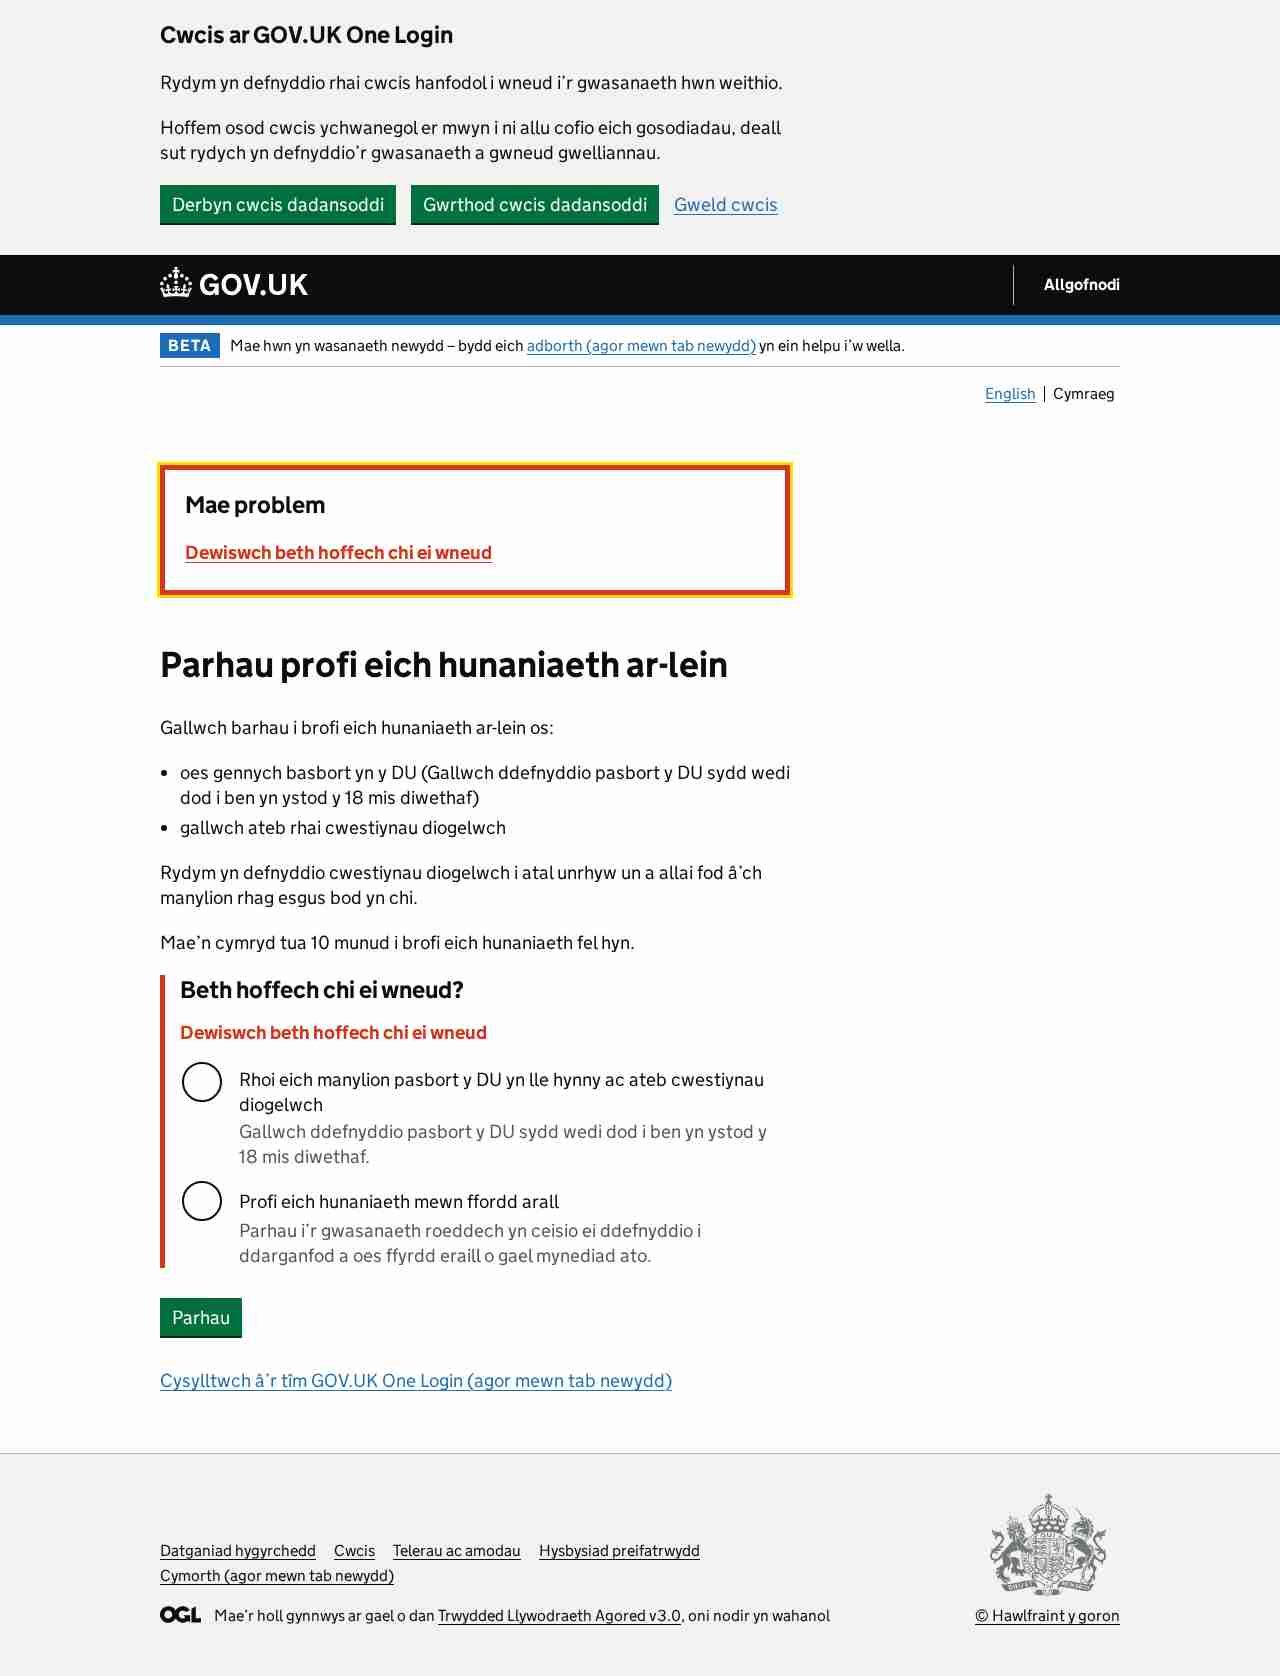 Cwcis ar GOV.UK One Login
Rydym yn defnyddio rhai cwcis hanfodol i wneud i’r gwasanaeth hwn weithio.
Hoffem osod cwcis ychwanegol er mwyn i ni allu cofio eich gosodiadau, deall
sut rydych yn defnyddio’r gwasanaeth a gwneud gwelliannau.
Derbyn cwcis dadansoddi Gwrthod cwcis dadansoddi Gweld cwcis
GOV.UK Allgofnodi
BETA Mae hwn yn wasanaeth newydd – bydd eich adborth (agor mewn tab newydd) yn ein helpu i’w wella.
English Cymraeg
Mae problem
Dewiswch beth hoffech chi ei wneud
Parhau profi eich hunaniaeth ar-lein
Gallwch barhau i brofi eich hunaniaeth ar-lein os:
• oes gennych basbort yn y DU (Gallwch ddefnyddio pasbort y DU sydd wedi
dod i ben yn ystod y 18 mis diwethaf)
• gallwch ateb rhai cwestiynau diogelwch
Rydym yn defnyddio cwestiynau diogelwch i atal unrhyw un a allai fod â’ch
manylion rhag esgus bod yn chi.
Mae’n cymryd tua 10 munud i brofi eich hunaniaeth fel hyn.
Beth hoffech chi ei wneud?
Dewiswch beth hoffech chi ei wneud
Rhoi eich manylion pasbort y DU yn lle hynny ac ateb cwestiynau
diogelwch
Gallwch ddefnyddio pasbort y DU sydd wedi dod i ben yn ystod y
18 mis diwethaf.
Profi eich hunaniaeth mewn ffordd arall
Parhau i’r gwasanaeth roeddech yn ceisio ei ddefnyddio i
ddarganfod a oes ffyrdd eraill o gael mynediad ato.
Parhau
Cysylltwch â’r tîm GOV.UK One Login (agor mewn tab newydd)
Datganiad hygyrchedd Cwcis Telerau ac amodau Hysbysiad preifatrwydd
Cymorth (agor mewn tab newydd)
OGL Mae’r holl gynnwys ar gael o dan Trwydded Llywodraeth Agored v3.0, oni nodir yn wahanol
© Hawlfraint y goron